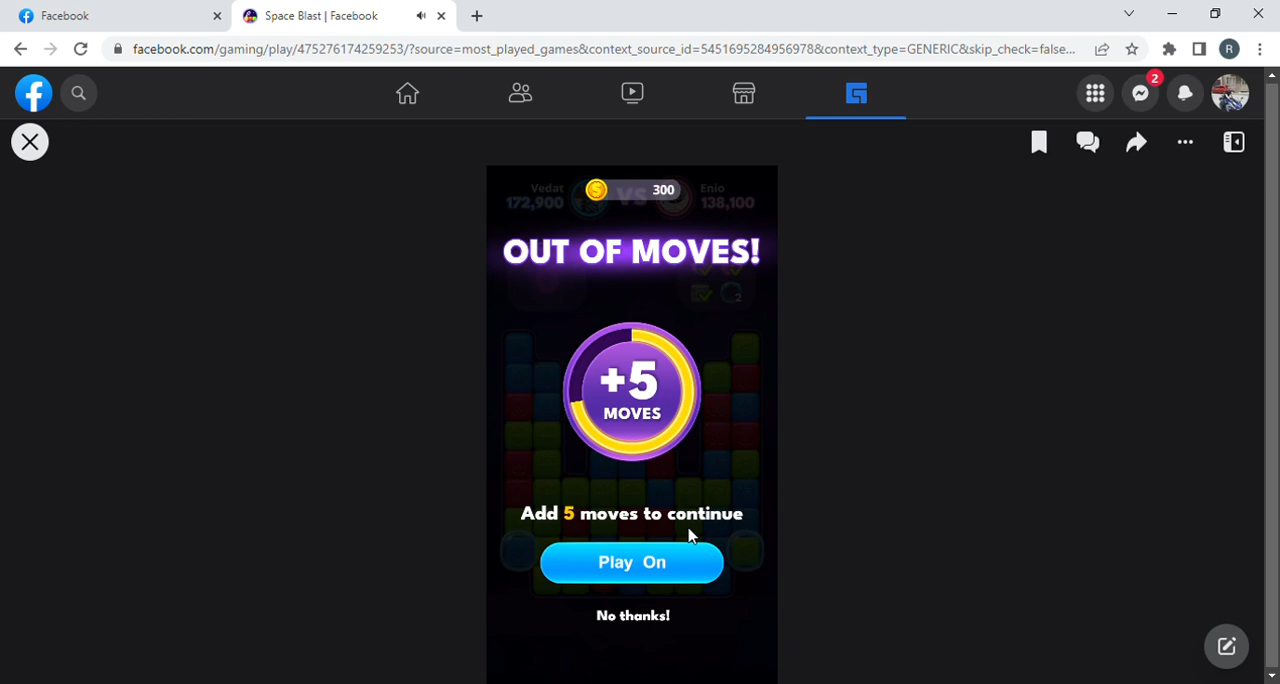 Facebook
Space Blast | Facebook
facebook.com/gaming/play/475276174259253/?source=most_played_games&context_source_id=5451695284956978&context_type=GENERIC&skip_check=false...
R
2
300
Vedat
172,900
VS
Enio
138,100
OUT OF MOVES!
2
+5
MOVES
Add 5 moves to continue
Play On
No thanks!